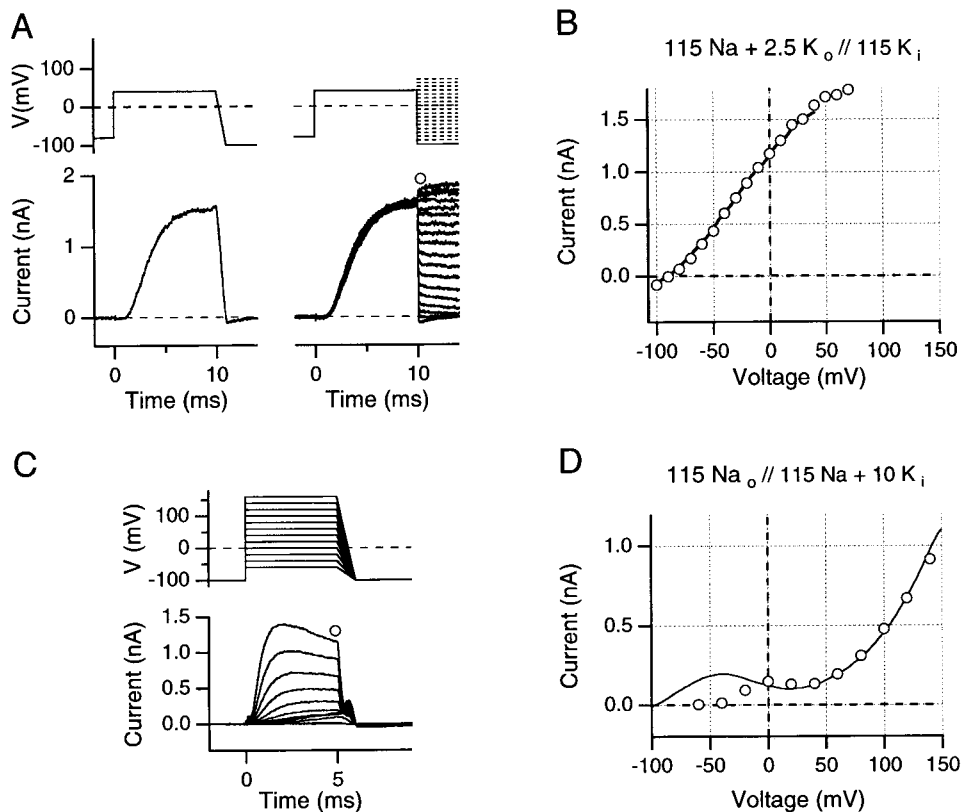 A
V(mV)
100
0
-100
Current (nA)
2
1
0
0 10
Time (ms)
0 10
Time (ms)
B
115 Na + 2.5 K o // 115 K i
Current (nA)
1.5
1.0
0.5
0.0
-100 -50 0 50 100 150
Voltage (mV)
C
V (mV)
100
0
-100
Current (nA)
1.5
1.0
0.5
0.0
0 5
Time (ms)
D
115 Na o // 115 Na + 10 K i
Current (nA)
1.0
0.5
0.0
-100 -50 0 50 100 150
Voltage (mV)